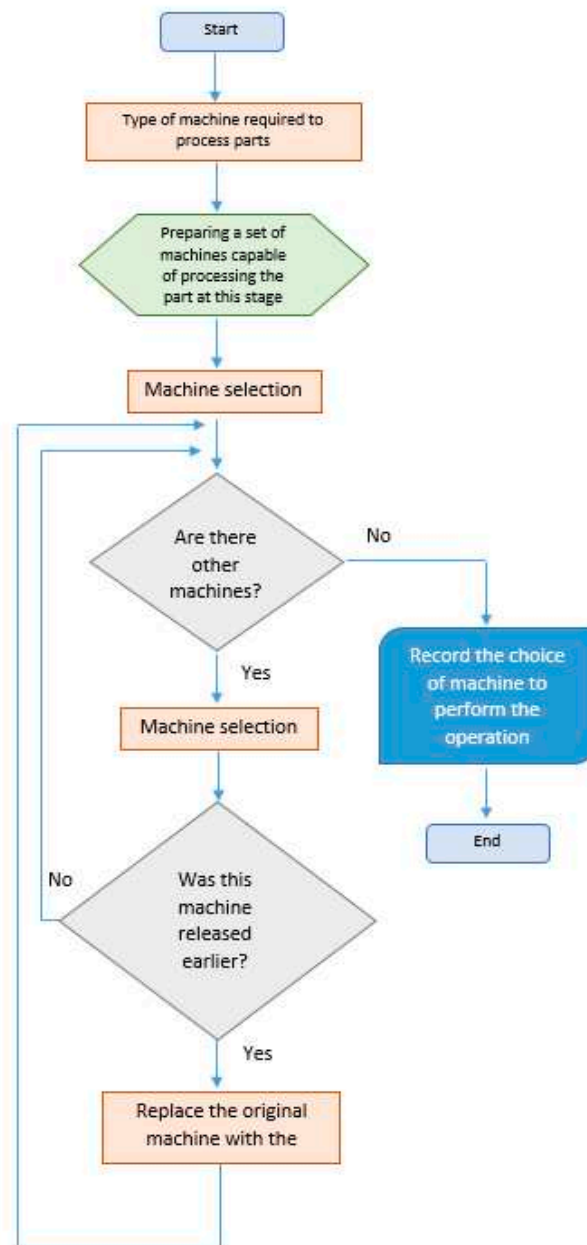 Start
Type of machine required to
process parts
Preparing a set of
machines capable
of processing the
part at this stage
Machine selection
Are there
other
machines?
No
Record the choice
of machine to
perform the
operation
Yes
Machine selection
End
No
Was this
machine
released
earlier?
Yes
Replace the original
machine with the